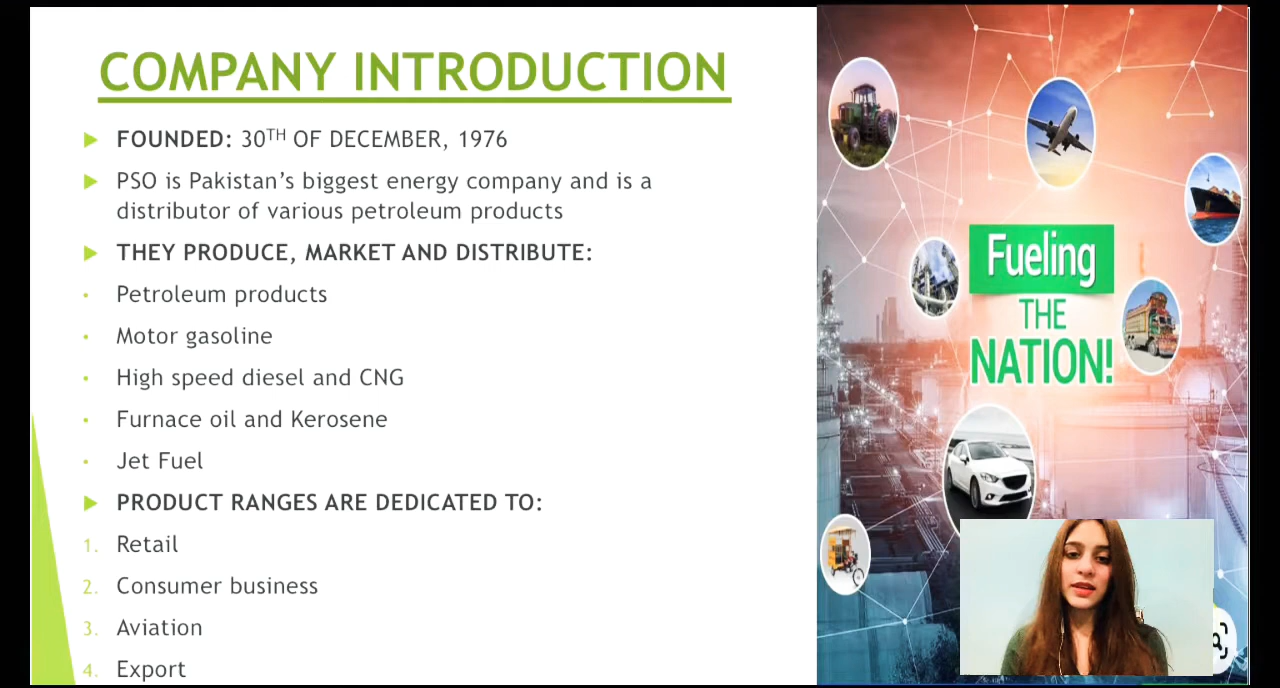 COMPANY INTRODUCTION
FOUNDED: 30TH OF DECEMBER, 1976
PSO is Pakistan's biggest energy company and is a
distributor of various petroleum products
THEY PRODUCE, MARKET AND DISTRIBUTE:
Petroleum products
Motor gasoline
High speed diesel and CNG
Furnace oil and Kerosene
Jet Fuel
PRODUCT RANGES ARE DEDICATED TO:
1. Retail
2. Consumer business
3. Aviation
4. Export
Fueling
THE
NATION!